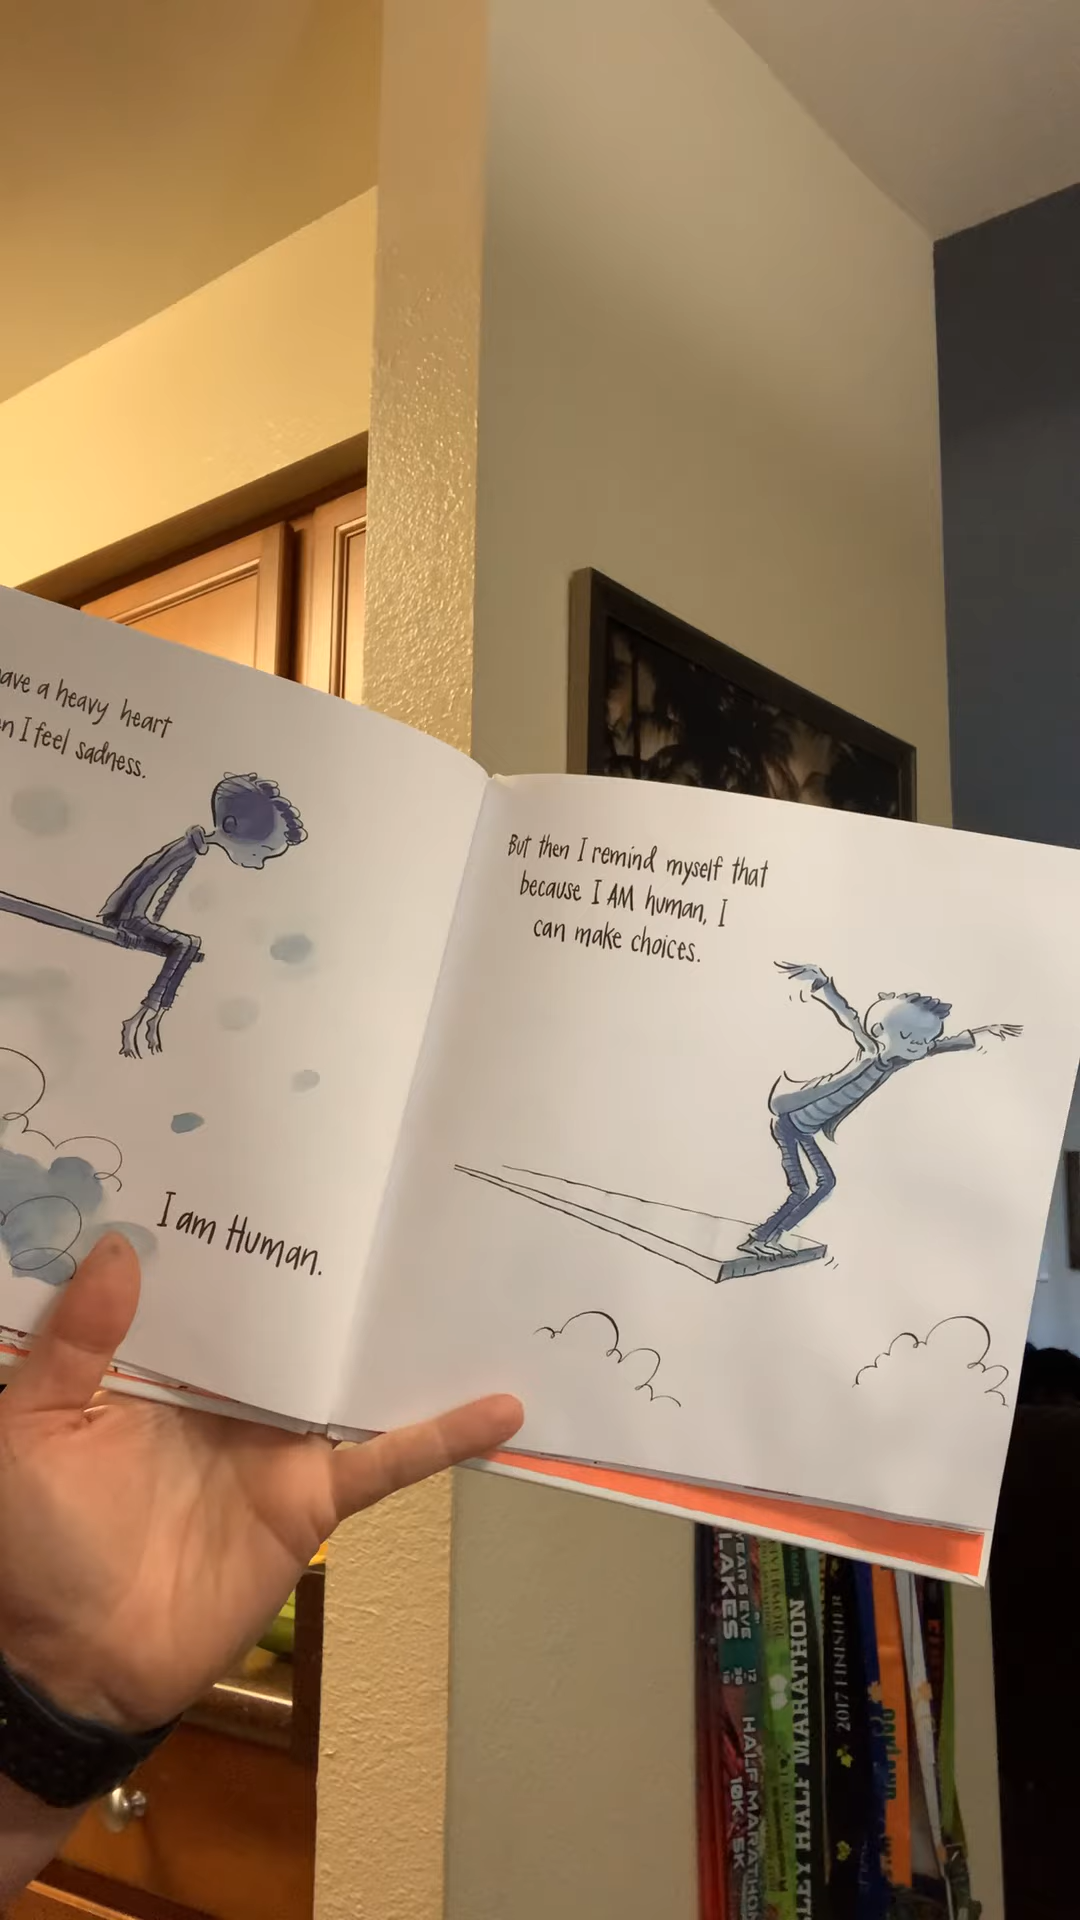 a heavy heart
I feel sadness.
I am Human.
But then I remind myself that
because I AM human, I
can make choices.
LAKES
HALF MARATHON
10K 5K
HALF MARATHON
2017 FINISHER